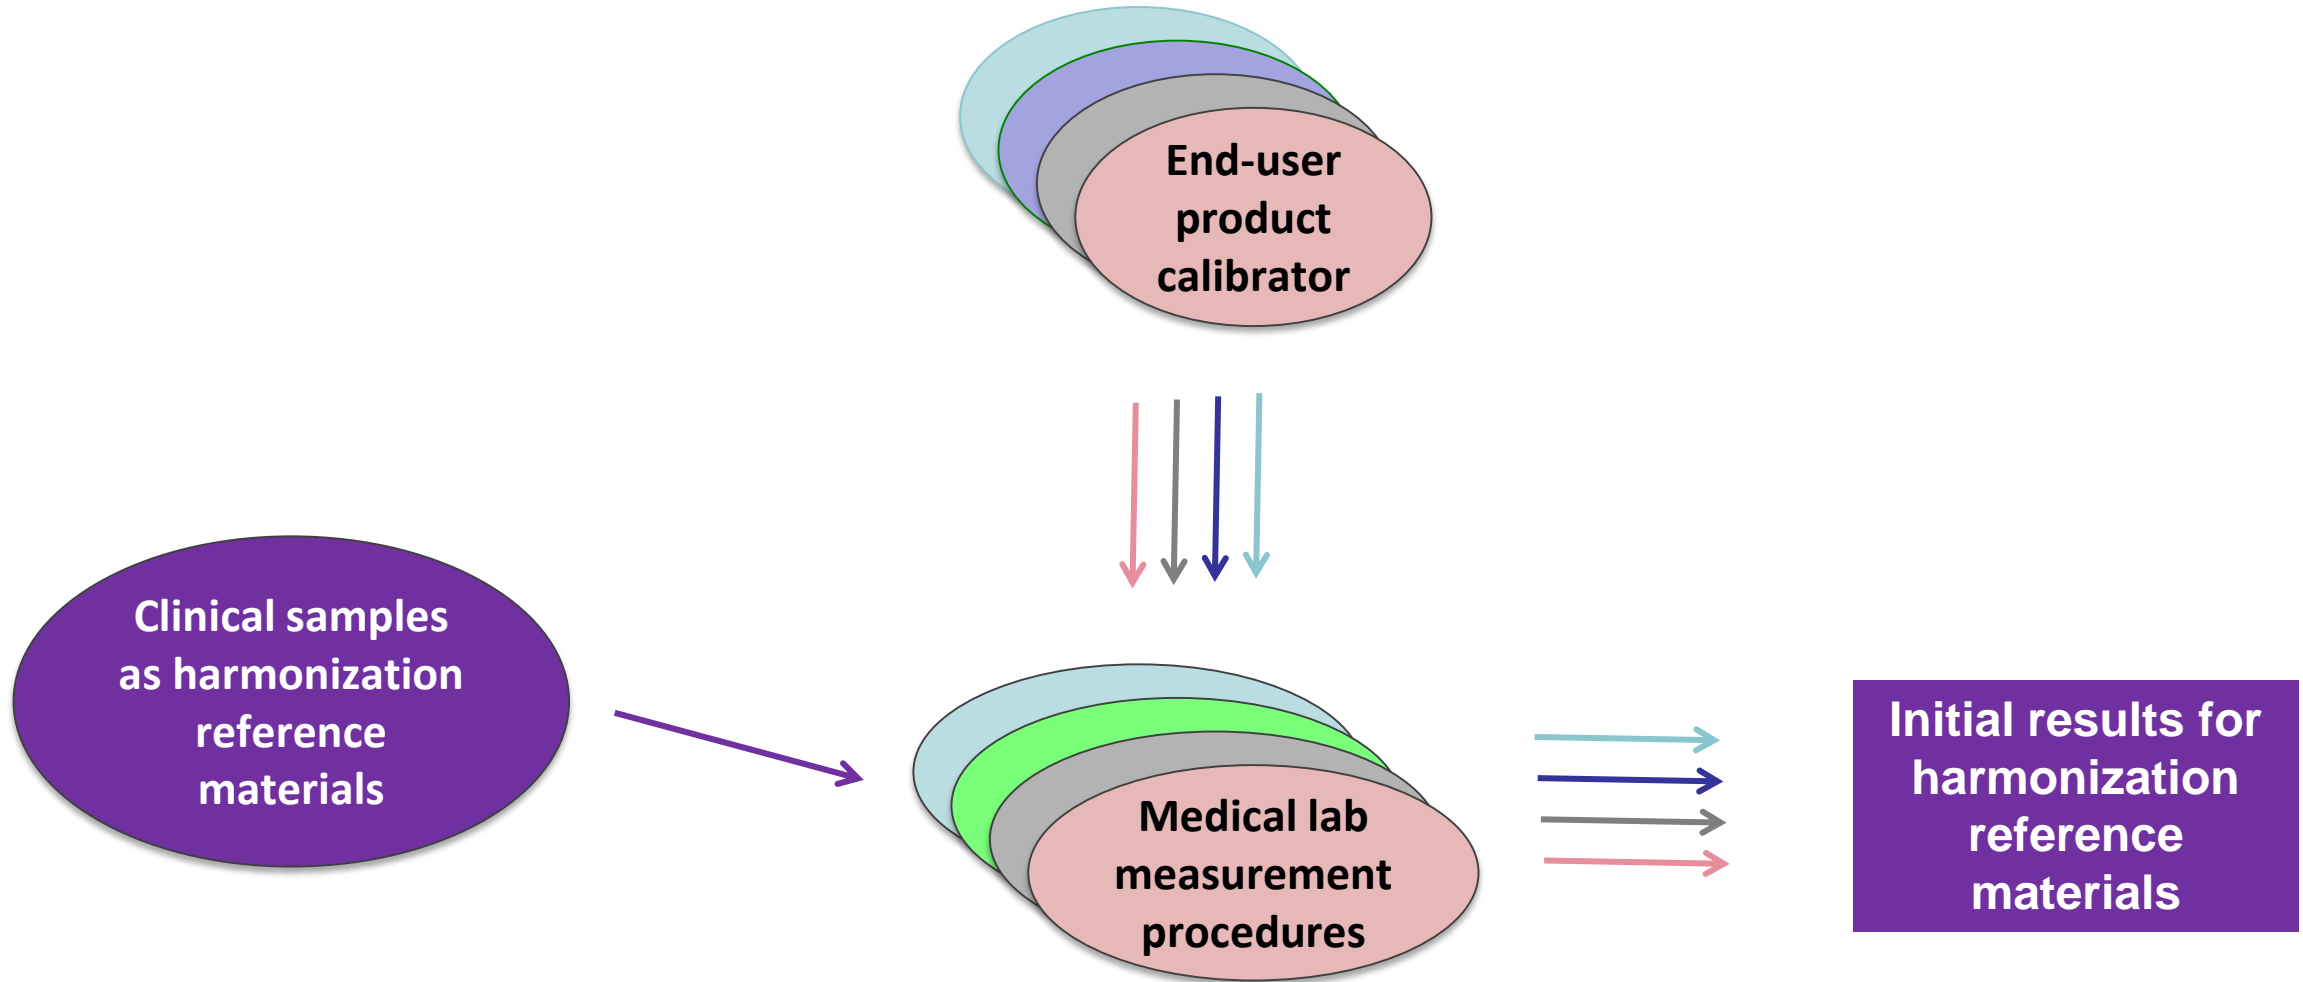 End-user
product
calibrator
Clinical samples
as harmonization
reference
materials
Medical lab
measurement
procedures
Initial results for
harmonization
reference
materials